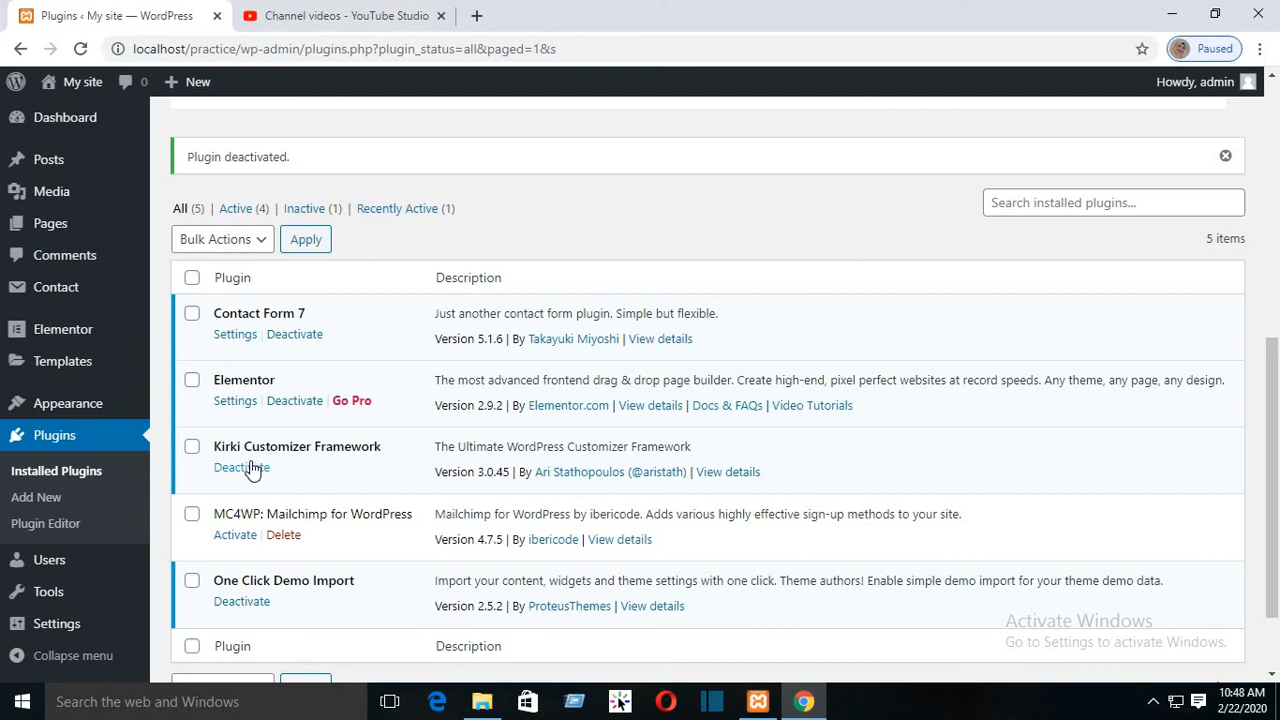 Plugins ‹ My site — WordPress
Channel videos - YouTube Studio
localhost/practice/wp-admin/plugins.php?plugin_status=all&paged=1&s
Paused
My site
0
New
Howdy, admin
Dashboard
Posts
Media
Pages
Comments
Contact
Elementor
Templates
Appearance
Plugins
Installed Plugins
Add New
Plugin Editor
Users
Tools
Settings
Collapse menu
Plugin deactivated.
All (5) | Active (4) | Inactive (1) | Recently Active (1)
Search installed plugins...
Bulk Actions
Apply
5 items
Plugin
Description
Contact Form 7
Just another contact form plugin. Simple but flexible.
Settings | Deactivate
Version 5.1.6 | By Takayuki Miyoshi | View details
Elementor
The most advanced frontend drag & drop page builder. Create high-end, pixel perfect websites at record speeds. Any theme, any page, any design.
Settings | Deactivate | Go Pro
Version 2.9.2 | By Elementor.com | View details | Docs & FAQs | Video Tutorials
Kirki Customizer Framework
The Ultimate WordPress Customizer Framework
Deactivate
Version 3.0.45 | By Ari Stathopoulos (@aristath) | View details
MC4WP: Mailchimp for WordPress
Mailchimp for WordPress by ibericode. Adds various highly effective sign-up methods to your site.
Activate | Delete
Version 4.7.5 | By ibericode | View details
One Click Demo Import
Import your content, widgets and theme settings with one click. Theme authors! Enable simple demo import for your theme demo data.
Deactivate
Version 2.5.2 | By ProteusThemes | View details
Plugin
Description
Activate Windows
Go to Settings to activate Windows.
Search the web and Windows
10:48 AM
2/22/2020